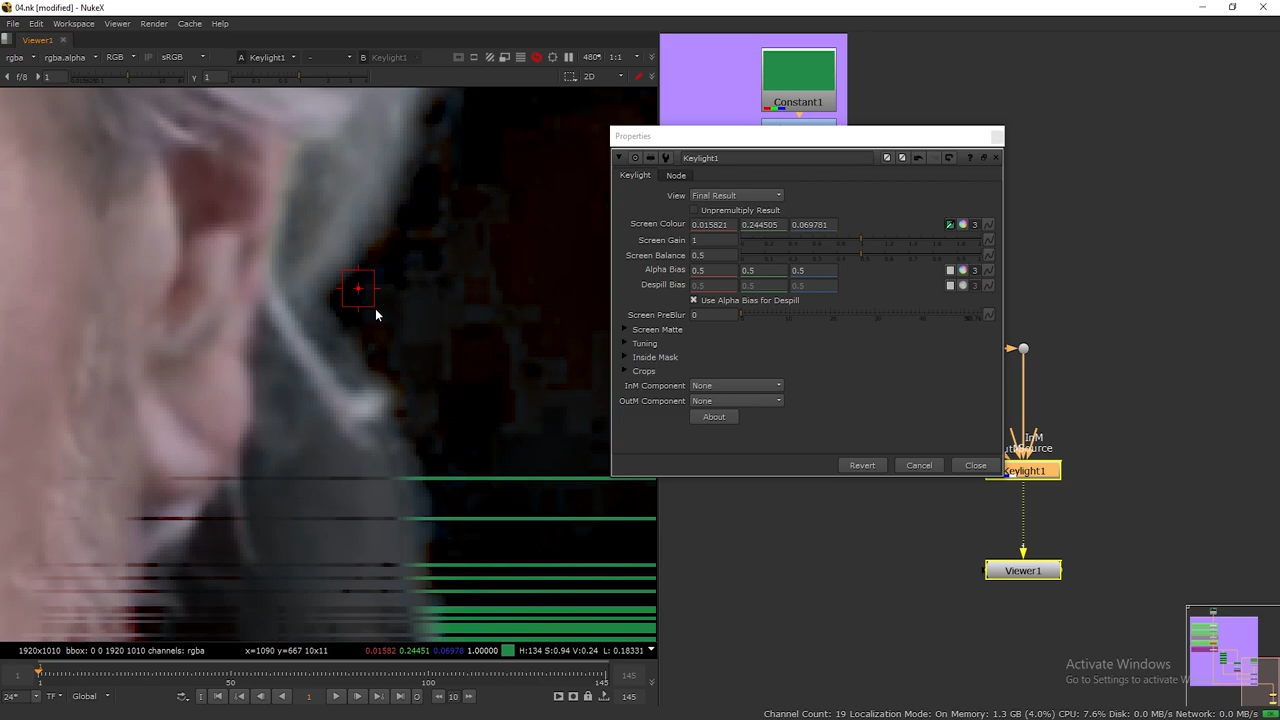 04.nk [modified] - NukeX
File Edit Workspace Viewer Render Cache Help
Viewer1
rgba rgba.alpha RGB sRGB A Keylight1 - B Keylight1 480º 1:1
f/8 1 γ 1 2D
Constant1
Properties
Keylight1
Keylight Node
View Final Result
Unpremultiply Result
Screen Colour 0.015821 0.244505 0.069781 3
Screen Gain 1
Screen Balance 0.5
Alpha Bias 0.5 0.5 0.5 3
Despill Bias 0.5 0.5 0.5 3
Use Alpha Bias for Despill
Screen PreBlur 0
Screen Matte
Tuning
Inside Mask
Crops
InM Component None
OutM Component None
About
Revert Cancel Close
InM
Source
Keylight1
Viewer1
1920x1010 bbox: 0 0 1920 1010 channels: rgba x=1090 y=667 10x11 0.01582 0.24451 0.06978 1.00000 H:134 S:0.94 V:0.24 L: 0.18331
1 1 50 100 145 145
24* TF Global 1 10 145
Activate Windows
Go to Settings to activate
Channel Count: 19 Localization Mode: On Memory: 1.3 GB (4.0%) CPU: 7.6% Disk: 0.0 MB/s Network: 0.0 MB/s